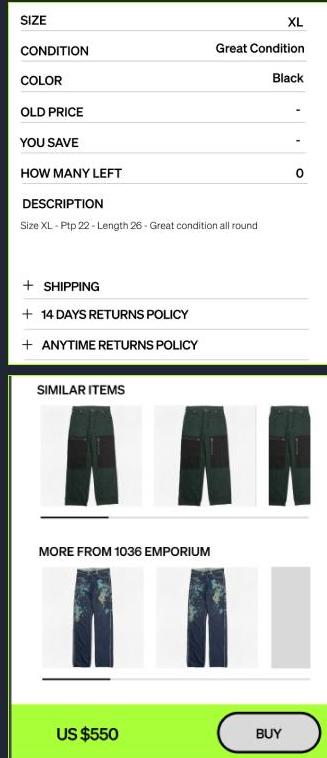 SIZE XL
CONDITION Great Condition
COLOR Black
OLD PRICE -
YOU SAVE -
HOW MANY LEFT 0
DESCRIPTION
Size XL - Ptp 22 - Length 26 - Great condition all round
+ SHIPPING
+ 14 DAYS RETURNS POLICY
+ ANYTIME RETURNS POLICY
SIMILAR ITEMS
MORE FROM 1036 EMPORIUM
US $550 BUY